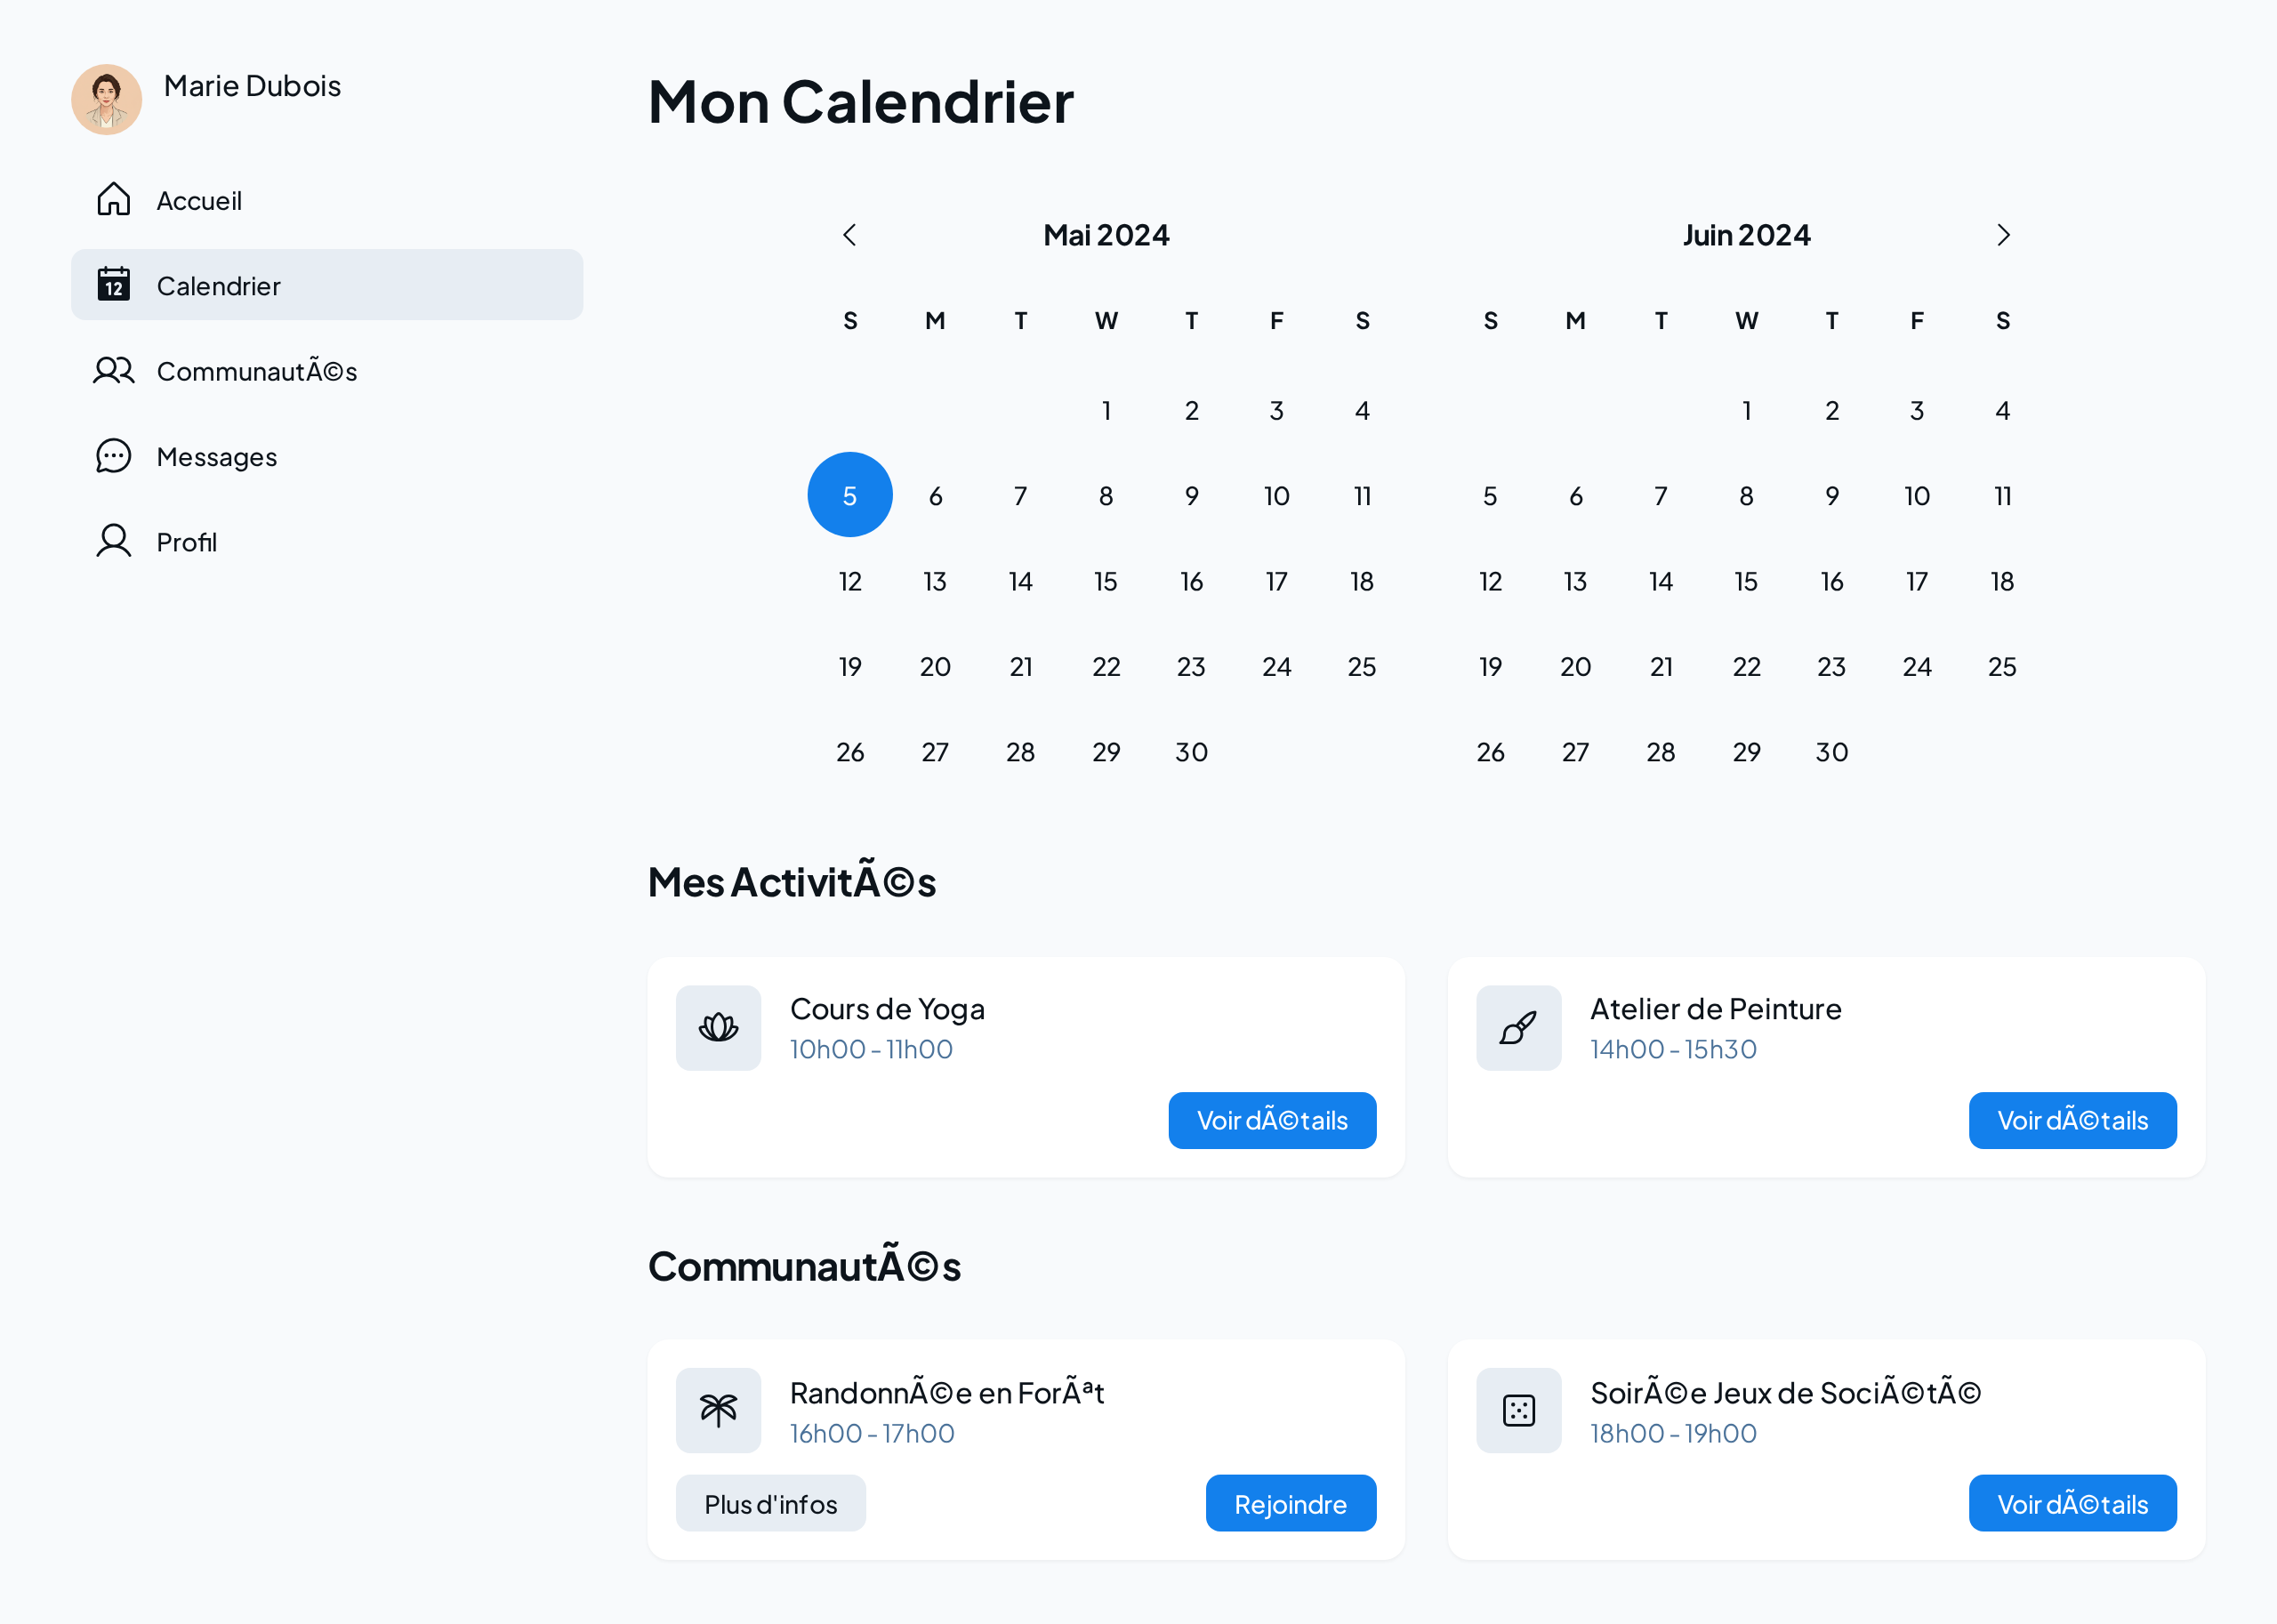 Marie Dubois
Accueil
12
Calendrier
CommunautÃ©s
Messages
Profil
Mon Calendrier
Mai 2024
S M T W T F S
1 2 3 4
5 6 7 8 9 10 11
12 13 14 15 16 17 18
19 20 21 22 23 24 25
26 27 28 29 30
Juin 2024
S M T W T F S
1 2 3 4
5 6 7 8 9 10 11
12 13 14 15 16 17 18
19 20 21 22 23 24 25
26 27 28 29 30
Mes ActivitÃ©s
Cours de Yoga
10h00 - 11h00
Voir dÃ©tails
Atelier de Peinture
14h00 - 15h30
Voir dÃ©tails
CommunautÃ©s
RandonnÃ©e en ForÃªt
16h00 - 17h00
Plus d'infos
Rejoindre
SoirÃ©e Jeux de SociÃ©tÃ©
18h00 - 19h00
Voir dÃ©tails